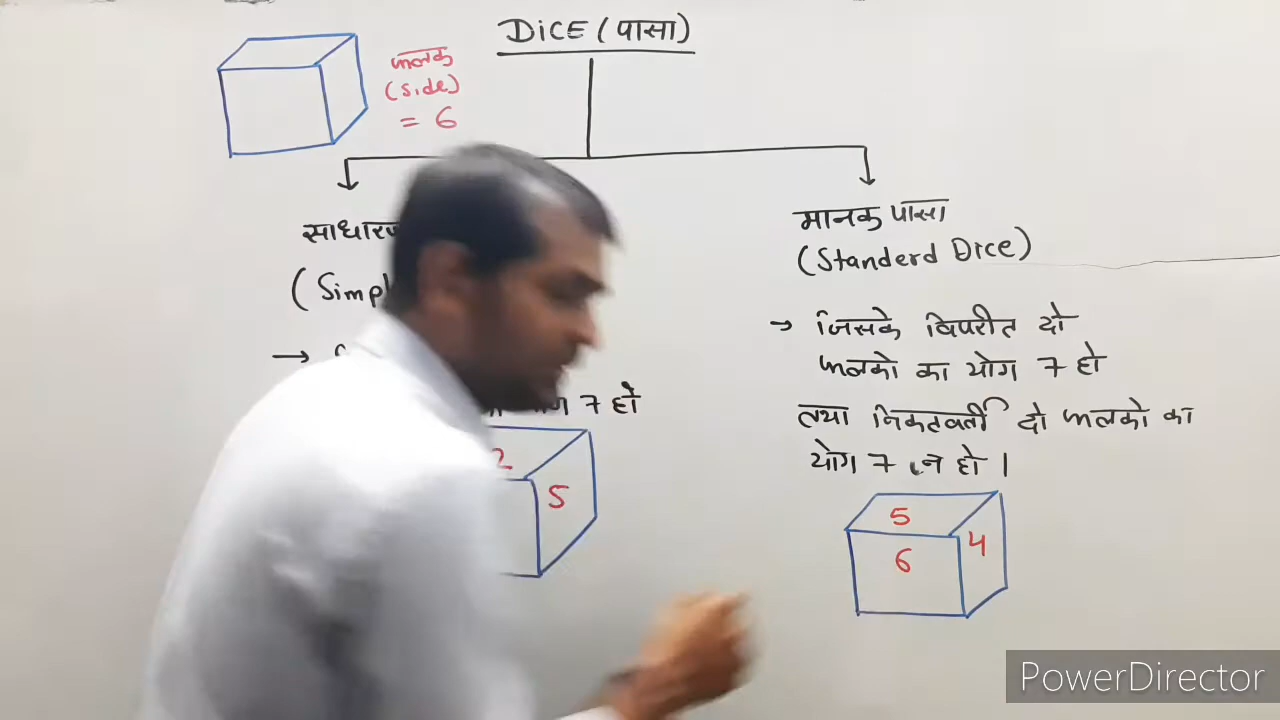 DiCE (पासा)
फलक
(side)
= 6
मानक पासा
(Standerd Dice)
→ जिसके विपरीत दो
फलको का योग 7 हो
तथा निकटवर्ती दो फलको का
योग 7 न हो ।
साधारण
(Simpl
→
7 हो
2
5
5
6
4
PowerDirector